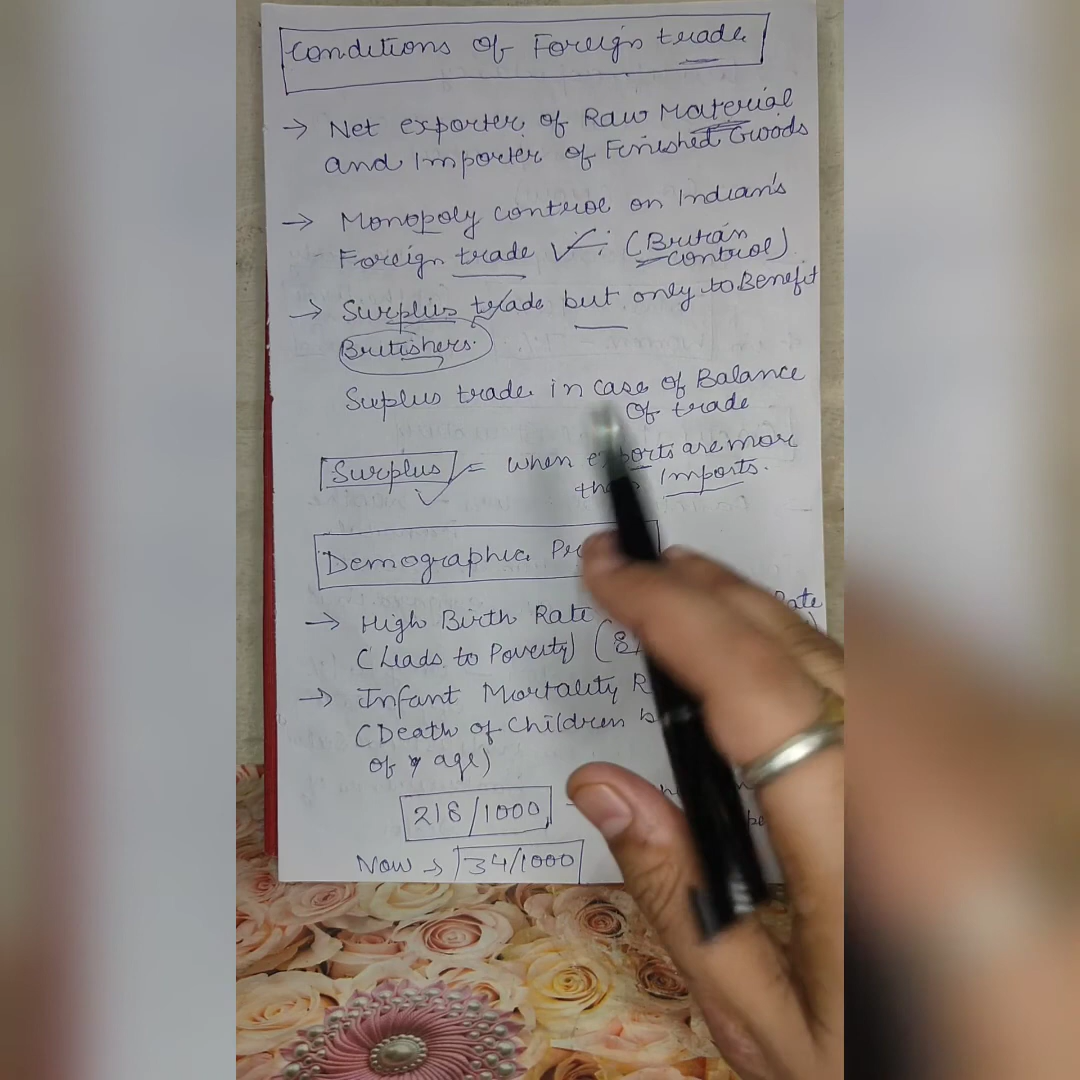 Conditions of Foreign trade
→ Net exporter of Raw Material
and Importer of Finished Goods
→ Monopoly control on Indian's
Foreign trade ✓ : (Britain
control)
→ Surplus trade but only to Benefit
Britishers.
Suplus trade in case of Balance
of trade
Surplus = when exports are more
than Imports.
Demographic
→ High Birth Rate Rate
(Leads to Poverty) (8
→ Infant Mortality R
(Death of Children b
of age)
218/1000
Now → 34/1000